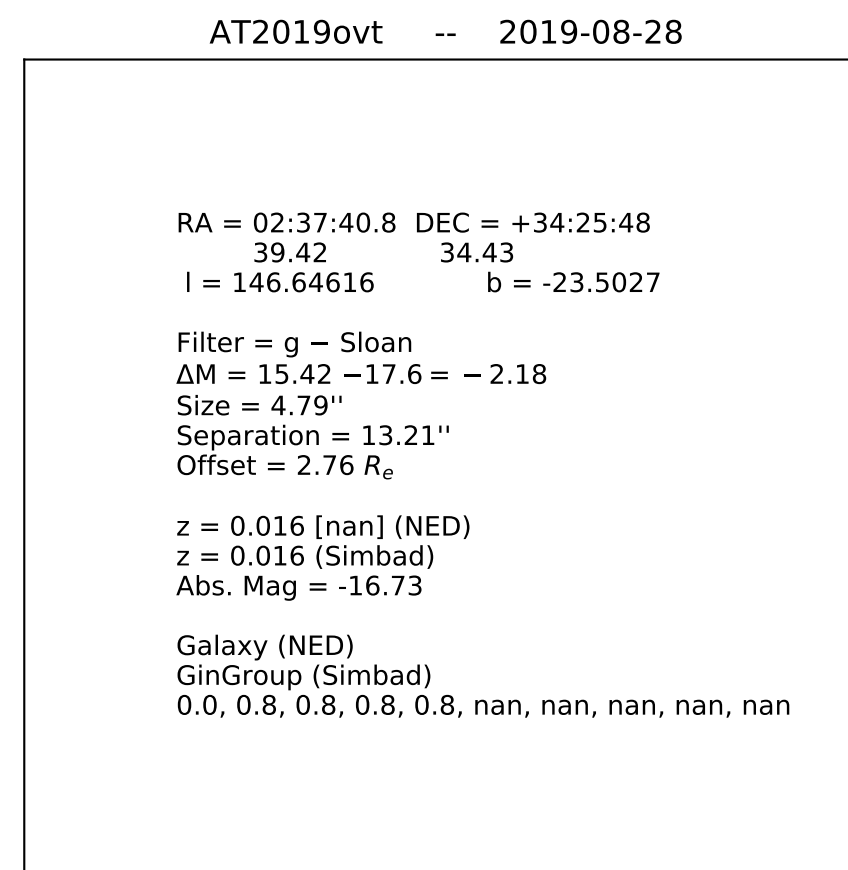 AT2019ovt -- 2019-08-28
RA = 02:37:40.8 DEC = +34:25:48
39.42 34.43
l = 146.64616 b = -23.5027
Filter = g − Sloan
ΔM = 15.42 −17.6 = − 2.18
Size = 4.79''
Separation = 13.21''
Offset = 2.76 Rₑ
z = 0.016 [nan] (NED)
z = 0.016 (Simbad)
Abs. Mag = -16.73
Galaxy (NED)
GinGroup (Simbad)
0.0, 0.8, 0.8, 0.8, 0.8, nan, nan, nan, nan, nan